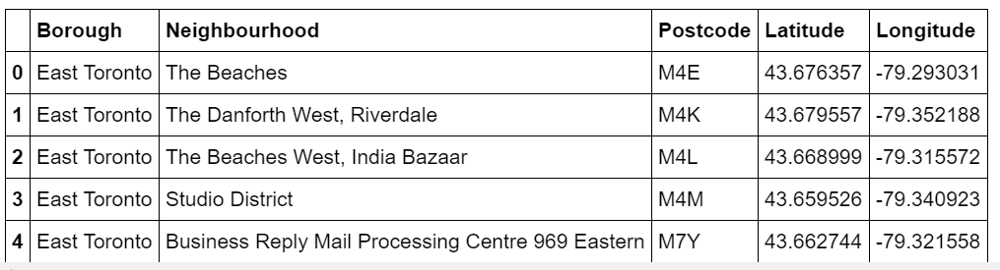 Borough Neighbourhood Postcode Latitude Longitude
0 East Toronto The Beaches M4E 43.676357 -79.293031
1 East Toronto The Danforth West, Riverdale M4K 43.679557 -79.352188
2 East Toronto The Beaches West, India Bazaar M4L 43.668999 -79.315572
3 East Toronto Studio District M4M 43.659526 -79.340923
4 East Toronto Business Reply Mail Processing Centre 969 Eastern M7Y 43.662744 -79.321558